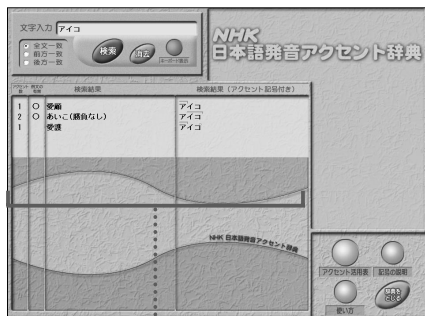 文字入力 アイコ
全文一致
前方一致
後方一致
検索
消去
キーボード表示
NHK
日本語発音アクセント辞典
検索結果
検索結果(アクセント記号付き)
1 ○ 愛顧 アイコ
2 ○ あいこ(勝負なし) アイコ
1 愛護 アイコ
NHK 日本語発音アクセント辞典
アクセント活用表
記号の説明
使い方
辞書を
とじる